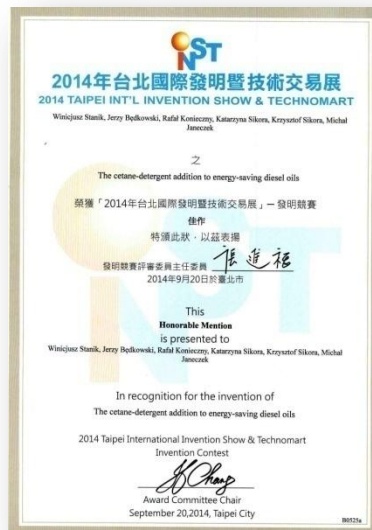 INST
2014年台北國際發明暨技術交易展
2014 TAIPEI INT'L INVENTION SHOW & TECHNOMART
Winicjusz Stanik, Jerzy Będkowski, Rafał Konieczny, Katarzyna Sikora, Krzysztof Sikora, Michał
Janeczek
之
The cetane-detergent addition to energy-saving diesel oils
榮獲「2014年台北國際發明暨技術交易展」－發明競賽
佳作
特頒此狀，以茲表揚
發明競賽評審委員主任委員 張進福
2014年9月20日於臺北市
This
Honorable Mention
is presented to
Winicjusz Stanik, Jerzy Będkowski, Rafał Konieczny, Katarzyna Sikora, Krzysztof Sikora, Michał
Janeczek
In recognition for the invention of
The cetane-detergent addition to energy-saving diesel oils
2014 Taipei International Invention Show & Technomart
Invention Contest
Award Committee Chair
September 20,2014, Taipei City
B0525a